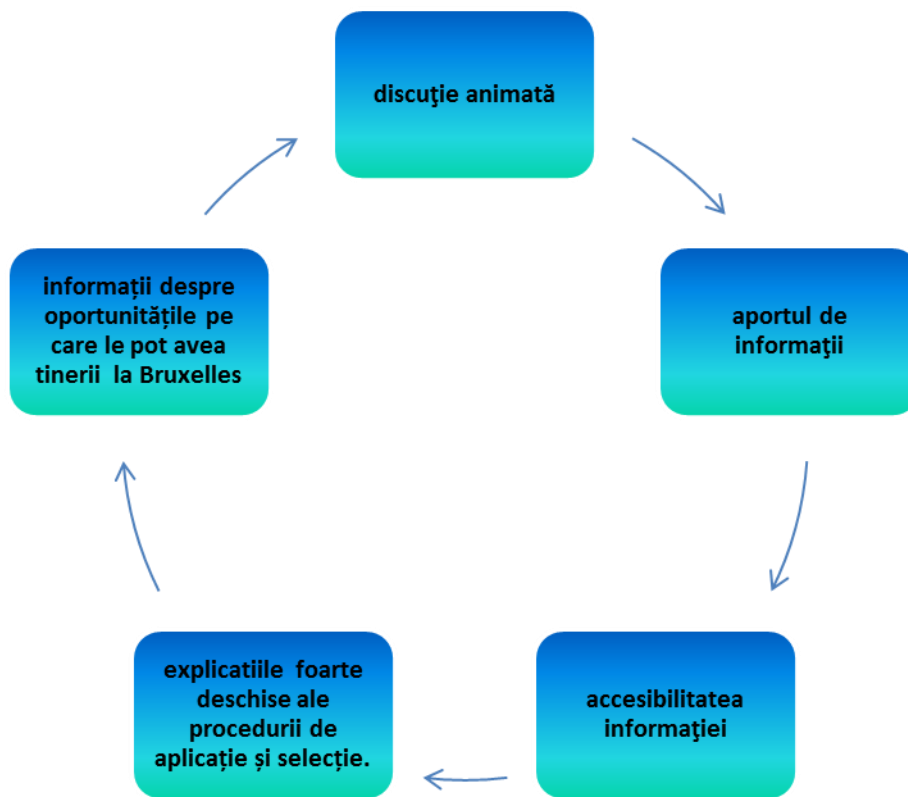 discuţie animată
aportul de
informaţii
accesibilitatea
informaţiei
explicatiile foarte
deschise ale
procedurii de
aplicație și selecție.
informații despre
oportunitățile pe
care le pot avea
tinerii la Bruxelles